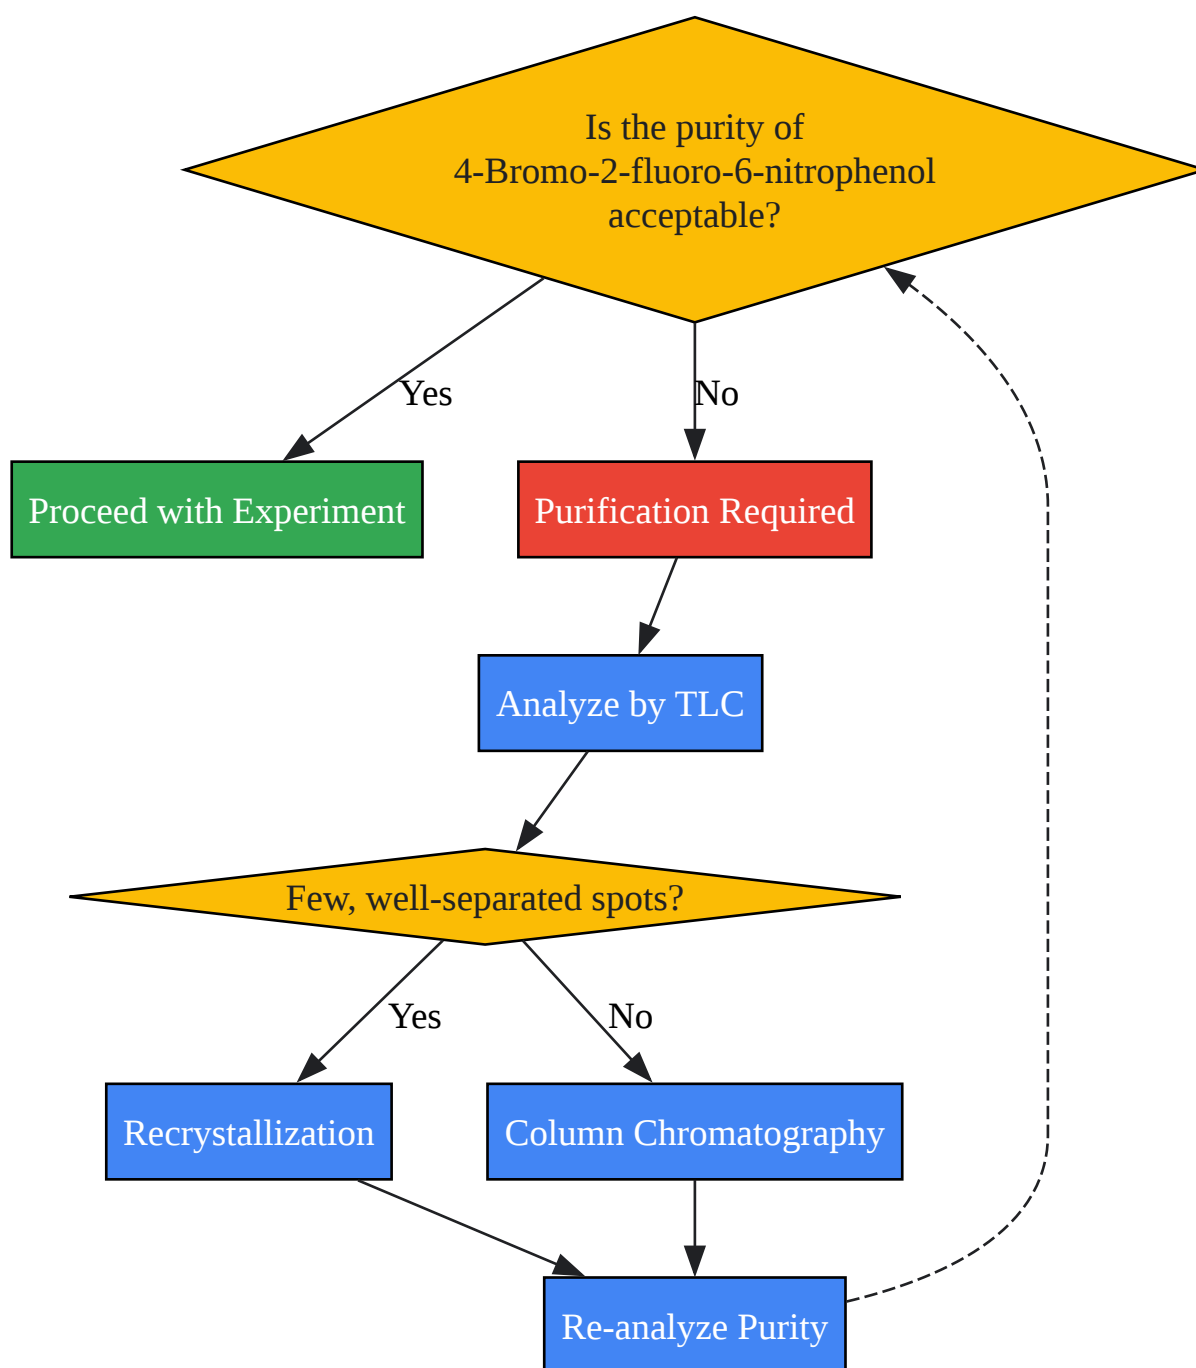 Is the purity of
4-Bromo-2-fluoro-6-nitrophenol
acceptable?
Yes
No
Proceed with Experiment
Purification Required
Analyze by TLC
Few, well-separated spots?
Yes
No
Recrystallization
Column Chromatography
Re-analyze Purity